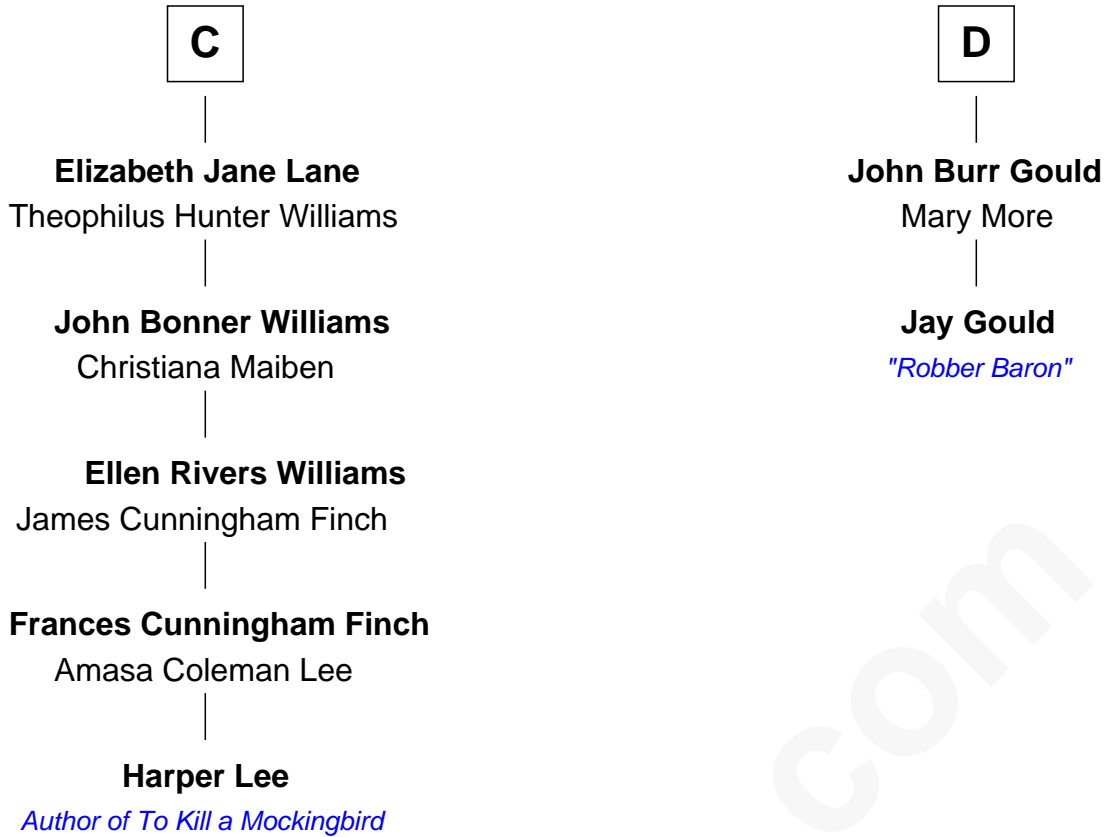 C
Elizabeth Jane Lane
Theophilus Hunter Williams
John Bonner Williams
Christiana Maiben
Ellen Rivers Williams
James Cunningham Finch
Frances Cunningham Finch
Amasa Coleman Lee
Harper Lee
Author of To Kill a Mockingbird
D
John Burr Gould
Mary More
Jay Gould
"Robber Baron"
com